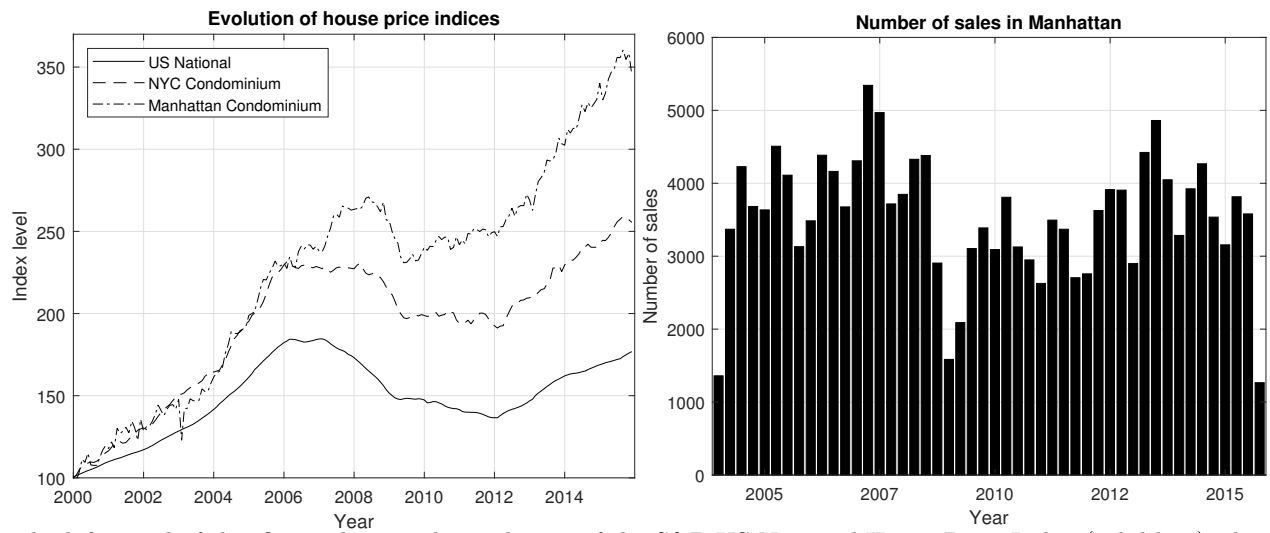 Evolution of house price indices
US National
NYC Condominium
Manhattan Condominium
Index level
350
300
250
200
150
100
2000 2002 2004 2006 2008 2010 2012 2014
Year
Number of sales in Manhattan
Number of sales
6000
5000
4000
3000
2000
1000
0
2005 2007 2010 2012 2015
Year